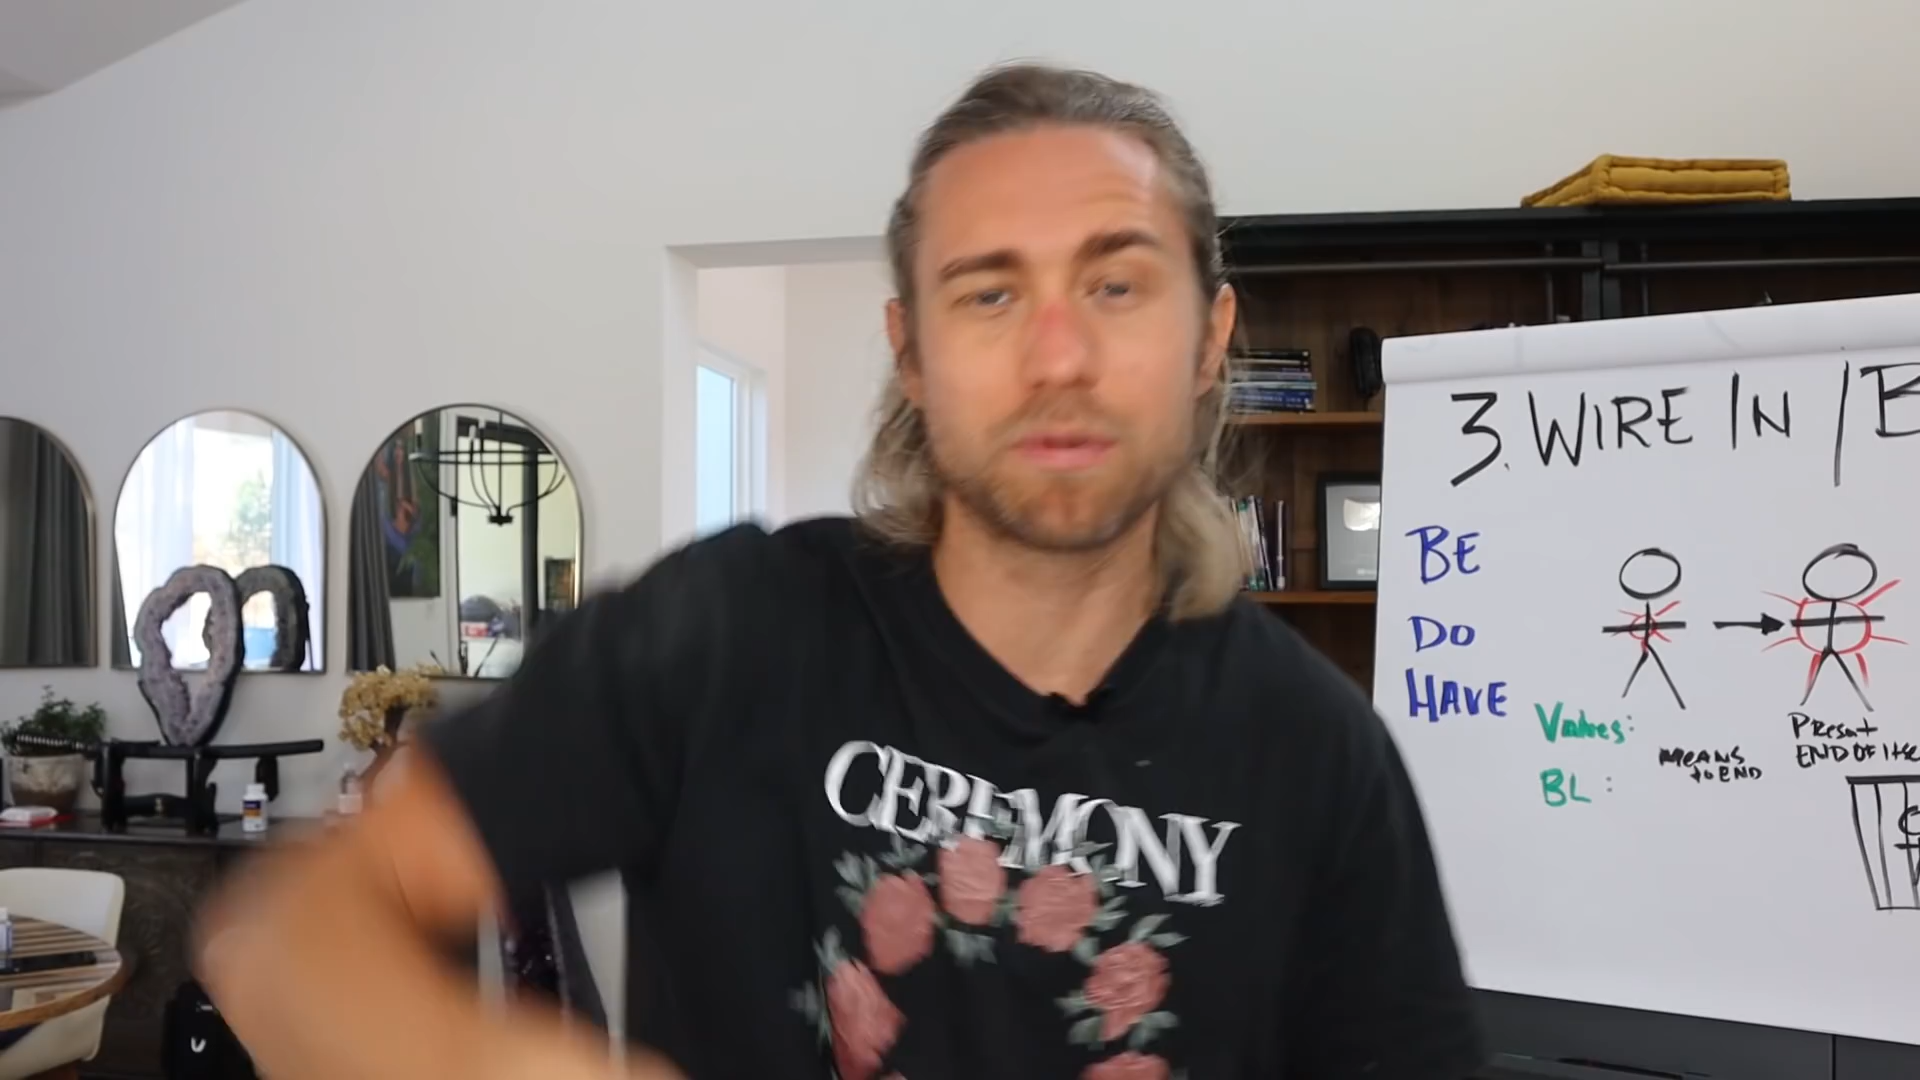 3. WIRE IN / B
BE
DO
HAVE
Values:
MEANS
to END
Present
END OF itse
BL :
CEREMONY